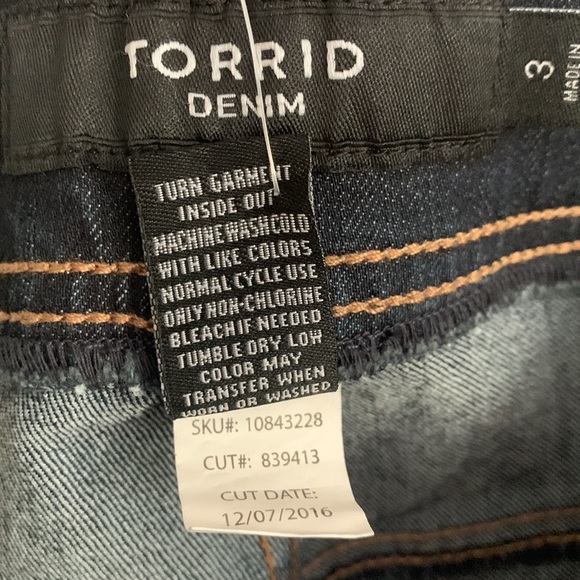 TORRID
DENIM
3
MADE IN
TURN GARMENT
INSIDE OUT
MACHINE WASH COLD
WITH LIKE COLORS
NORMAL CYCLE USE
ONLY NON-CHLORINE
BLEACH IF NEEDED
TUMBLE DRY LOW
COLOR MAY
TRANSFER WHEN
WORN OR WASHED
SKU#: 10843228
CUT#: 839413
CUT DATE:
12/07/2016